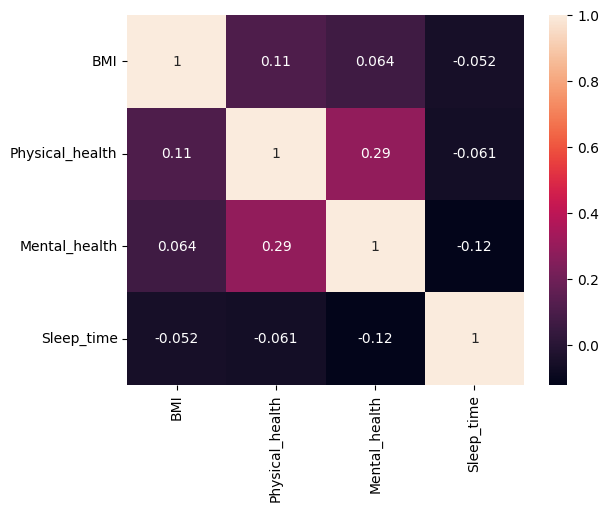 BMI 1 0.11 0.064 -0.052
Physical_health 0.11 1 0.29 -0.061
Mental_health 0.064 0.29 1 -0.12
Sleep_time -0.052 -0.061 -0.12 1
BMI
Physical_health
Mental_health
Sleep_time
1.0
0.8
0.6
0.4
0.2
0.0